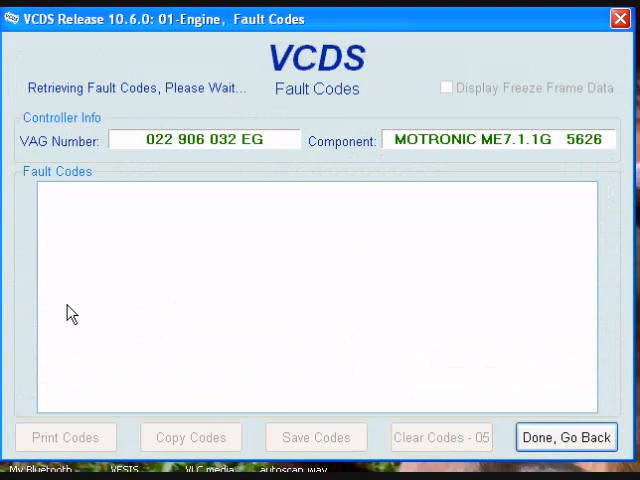 VCDS Release 10.6.0: 01-Engine, Fault Codes
VCDS
Retrieving Fault Codes, Please Wait...
Fault Codes
Display Freeze Frame Data
Controller Info
VAG Number:
022 906 032 EG
Component:
MOTRONIC ME7.1.1G 5626
Fault Codes
Print Codes
Copy Codes
Save Codes
Clear Codes - 05
Done, Go Back
My Bluetooth
VLC media
autoscan.wav